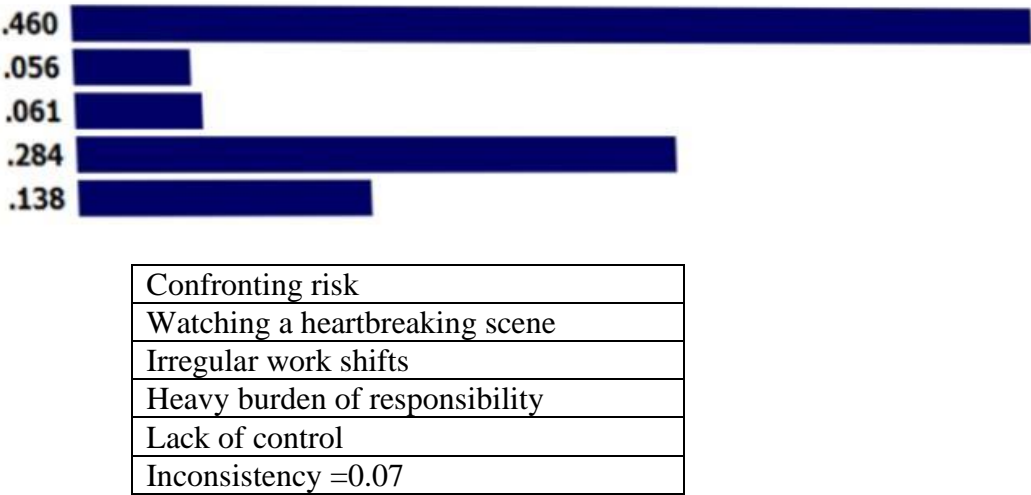 .460
.056
.061
.284
.138
Confronting risk
Watching a heartbreaking scene
Irregular work shifts
Heavy burden of responsibility
Lack of control
Inconsistency =0.07